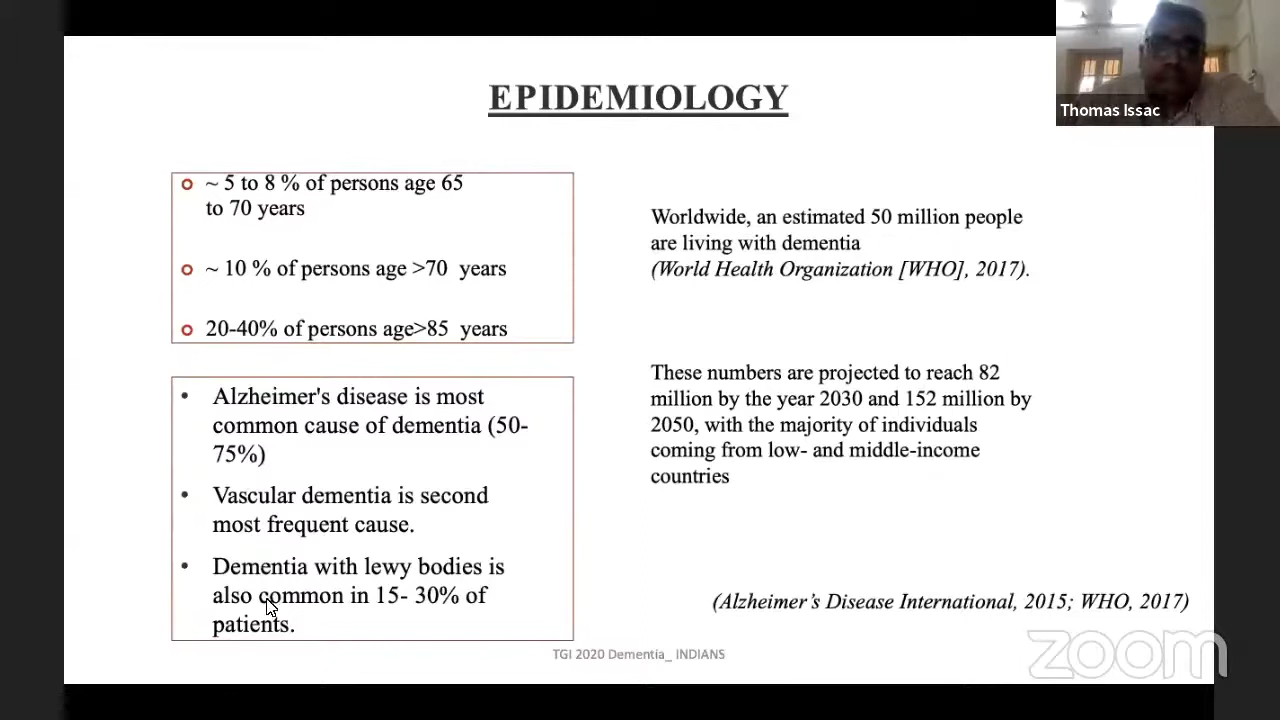 EPIDEMIOLOGY
Thomas Issac
~ 5 to 8 % of persons age 65
to 70 years
~ 10 % of persons age >70 years
20-40% of persons age>85 years
Alzheimer's disease is most
common cause of dementia (50-
75%)
Vascular dementia is second
most frequent cause.
Dementia with lewy bodies is
also common in 15- 30% of
patients.
Worldwide, an estimated 50 million people
are living with dementia
(World Health Organization [WHO], 2017).
These numbers are projected to reach 82
million by the year 2030 and 152 million by
2050, with the majority of individuals
coming from low- and middle-income
countries
(Alzheimer’s Disease International, 2015; WHO, 2017)
TGI 2020 Dementia_ INDIANS
zoom